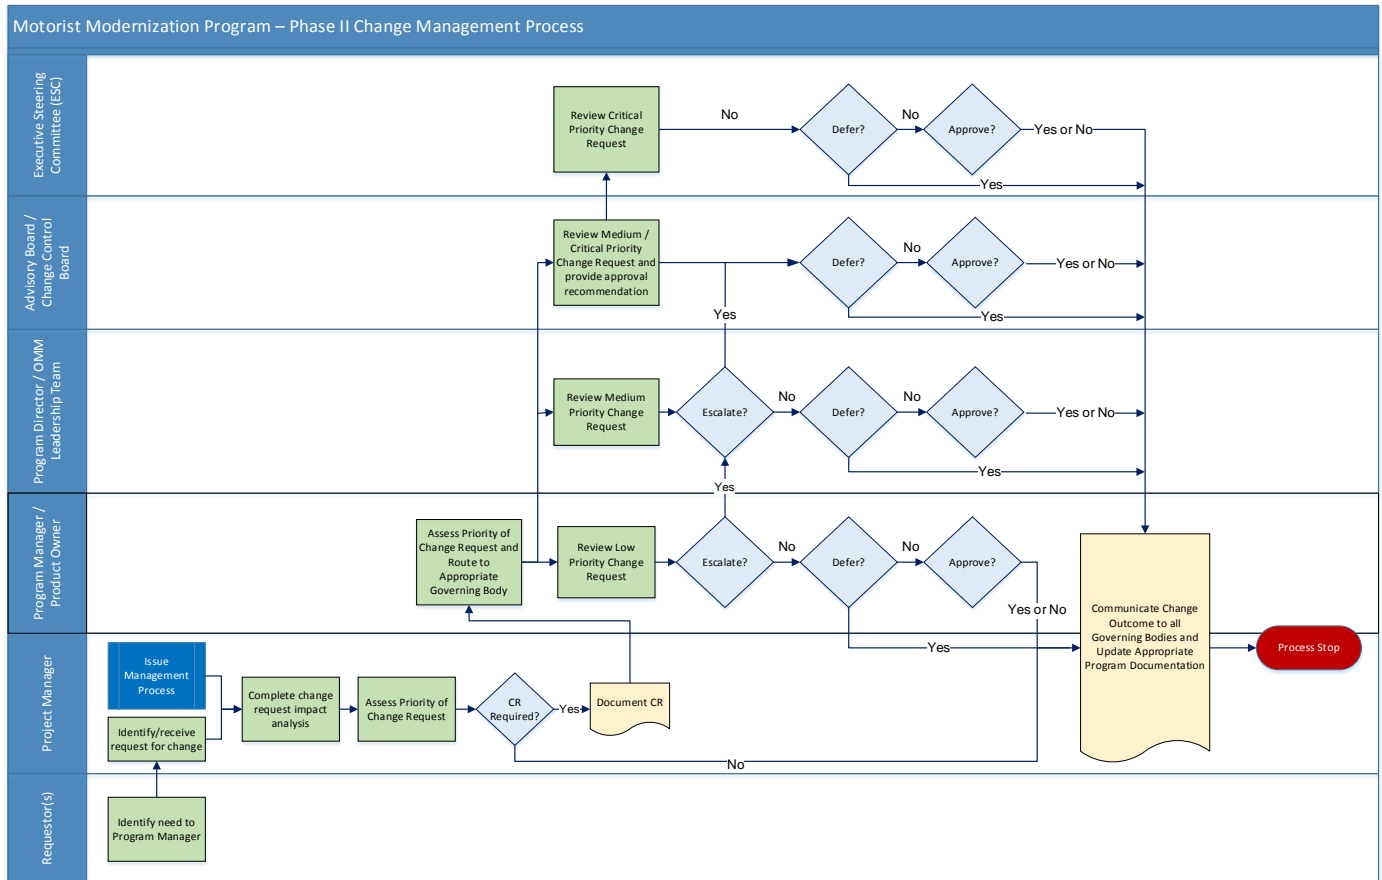 Motorist Modernization Program – Phase II Change Management Process
Executive Steering
Committee (ESC)
Review Critical
Priority Change
Request
No
Defer?
No
Approve?
Yes or No
Yes
Advisory Board /
Change Control
Board
Review Medium /
Critical Priority
Change Request and
provide approval
recommendation
Defer?
No
Approve?
Yes or No
Yes
Yes
Program Director / OMM
Leadership Team
Review Medium
Priority Change
Request
Escalate?
No
Defer?
No
Approve?
Yes or No
Yes
Yes
Program Manager /
Product Owner
Assess Priority of
Change Request and
Route to
Appropriate
Governing Body
Review Low
Priority Change
Request
Escalate?
No
Defer?
No
Approve?
Yes or No
Yes
Communicate Change
Outcome to all
Governing Bodies and
Update Appropriate
Program Documentation
Process Stop
Project Manager
Issue
Management
Process
Identify/receive
request for change
Complete change
request impact
analysis
Assess Priority of
Change Request
CR
Required?
Yes
Document CR
No
Requestor(s)
Identify need to
Program Manager